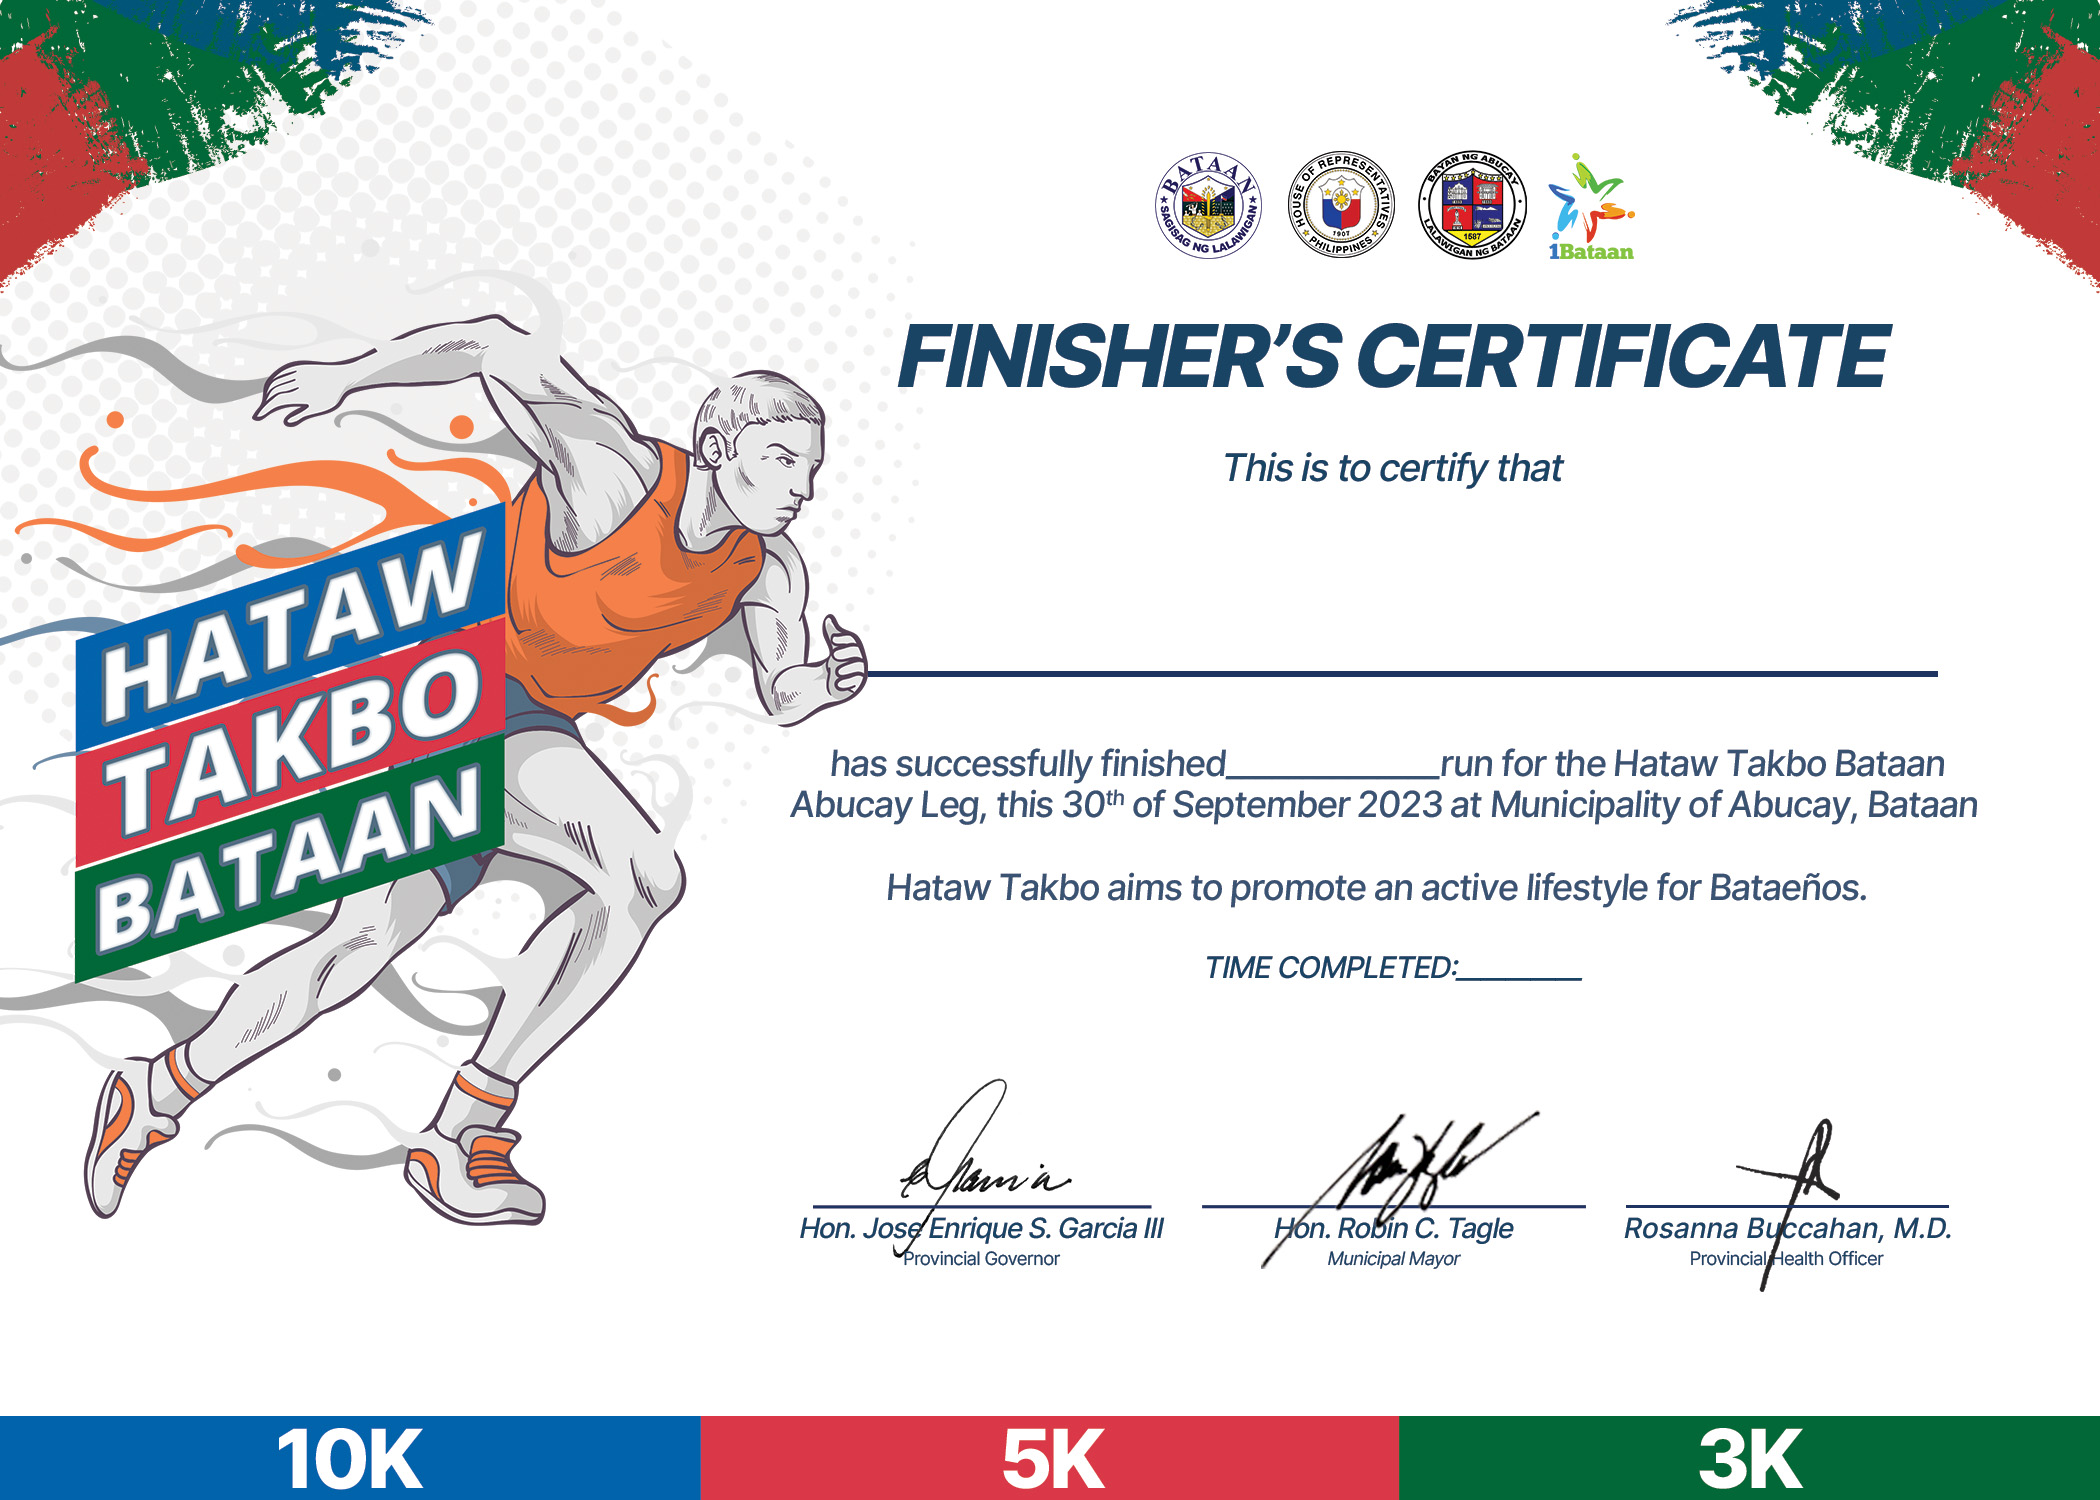 BATAAN
SAGISAG NG LALAWIGAN
HOUSE OF REPRESENTATIVES
1907
PHILIPPINES
BAYAN NG ABUCAY
1587
LALAWIGAN NG BATAAN
1Bataan
FINISHER'S CERTIFICATE
This is to certify that
HATAW
TAKBO
BATAAN
has successfully finished____________run for the Hataw Takbo Bataan
Abucay Leg, this 30th of September 2023 at Municipality of Abucay, Bataan
Hataw Takbo aims to promote an active lifestyle for Bataeños.
TIME COMPLETED:________
Hon. Jose Enrique S. Garcia III
Provincial Governor
Hon. Robin C. Tagle
Municipal Mayor
Rosanna Buccahan, M.D.
Provincial Health Officer
10K
5K
3K